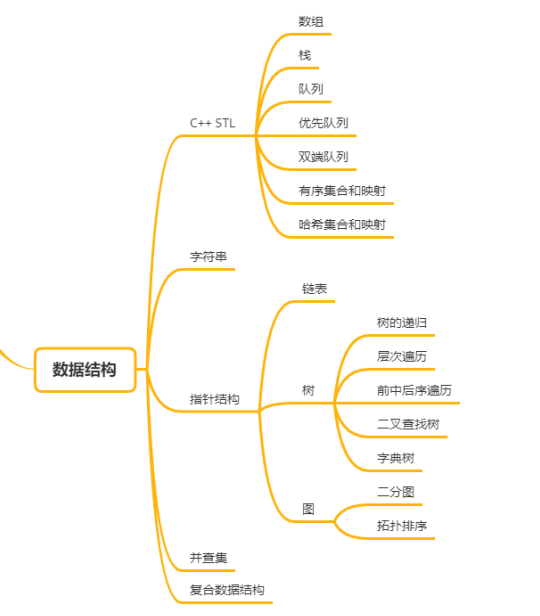 数据结构
C++ STL
数组
栈
队列
优先队列
双端队列
有序集合和映射
哈希集合和映射
字符串
指针结构
链表
树
树的递归
层次遍历
前中后序遍历
二叉查找树
字典树
图
二分图
拓扑排序
并查集
复合数据结构